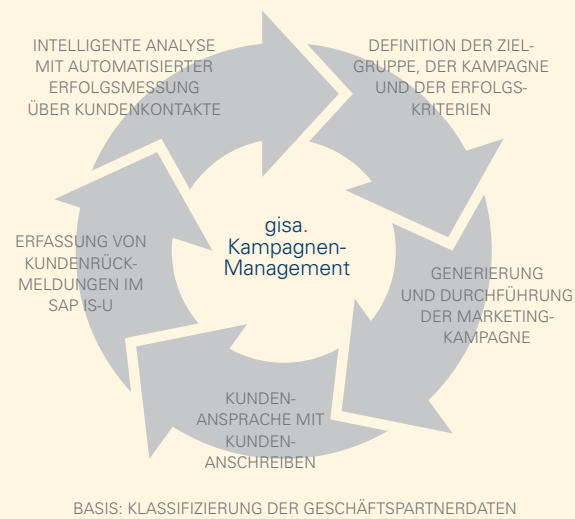 INTELLIGENTE ANALYSE
MIT AUTOMATISIERTER
ERFOLGSMESSUNG
ÜBER KUNDENKONTAKTE
DEFINITION DER ZIEL-
GRUPPE, DER KAMPAGNE
UND DER ERFOLGS-
KRITERIEN
gisa.
Kampagnen-
Management
ERFASSUNG VON
KUNDENRÜCK-
MELDUNGEN IM
SAP IS-U
GENERIERUNG
UND DURCHFÜHRUNG
DER MARKETING-
KAMPAGNE
KUNDEN-
ANSPRACHE MIT
KUNDEN-
ANSCHREIBEN
BASIS: KLASSIFIZIERUNG DER GESCHÄFTSPARTNERDATEN